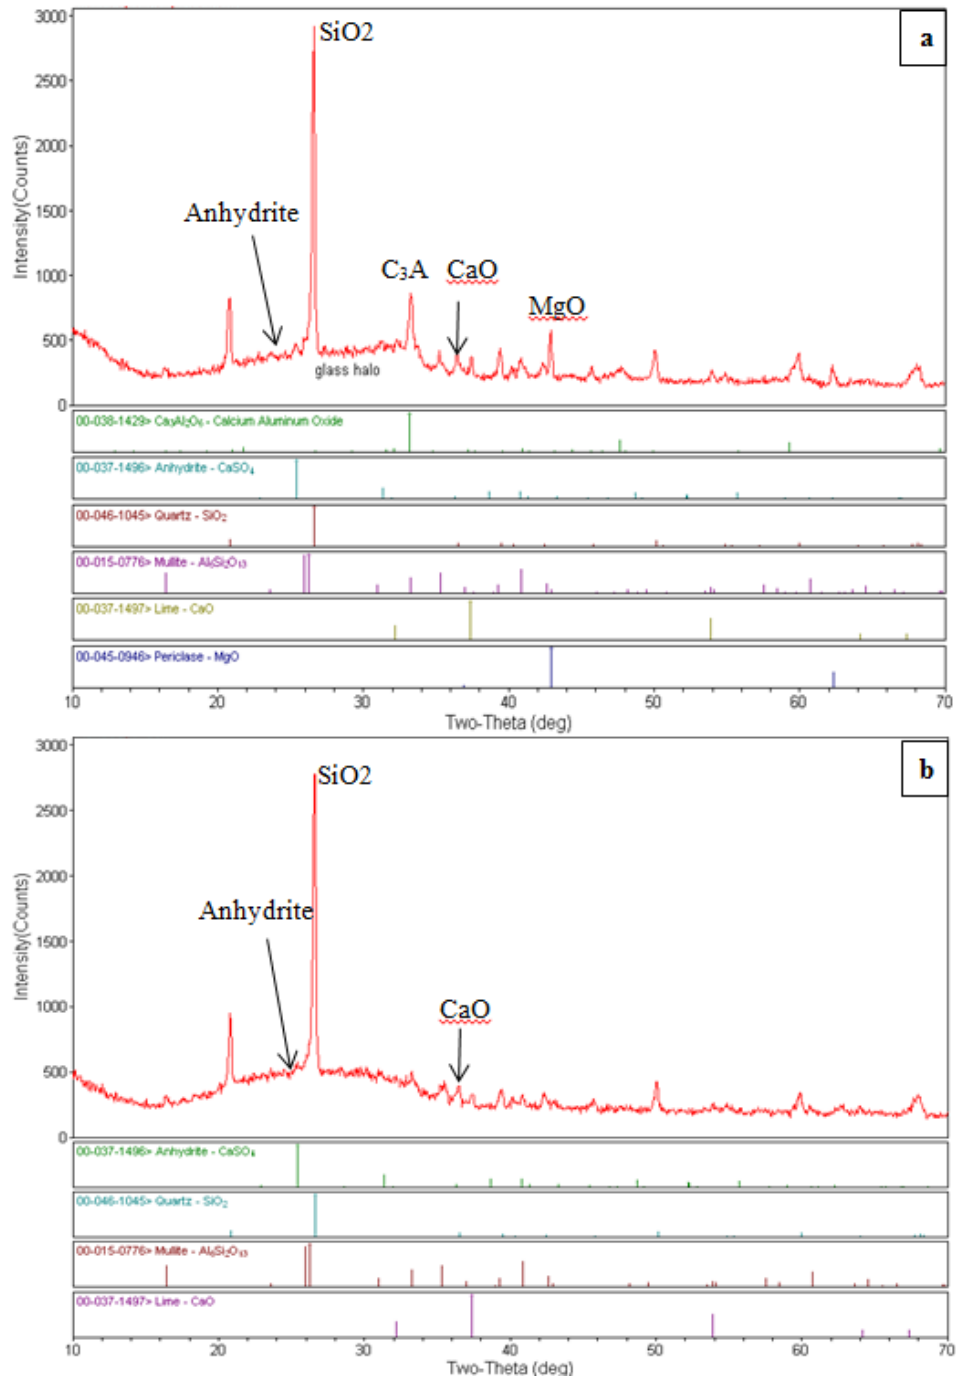 a
3000
2500
2000
1500
1000
500
0
Intensity(Counts)
SiO2
Anhydrite
C₃A
CaO
MgO
glass halo
00-038-1429> Ca₃Al₂O₆ - Calcium Aluminum Oxide
00-037-1496> Anhydrite - CaSO₄
00-046-1045> Quartz - SiO₂
00-015-0776> Mullite - Al₆Si₂O₁₃
00-037-1497> Lime - CaO
00-045-0946> Periclase - MgO
10 20 30 40 50 60 70
Two-Theta (deg)
b
3000
2500
2000
1500
1000
500
0
Intensity(Counts)
SiO2
Anhydrite
CaO
00-037-1496> Anhydrite - CaSO₄
00-046-1045> Quartz - SiO₂
00-015-0776> Mullite - Al₆Si₂O₁₃
00-037-1497> Lime - CaO
10 20 30 40 50 60 70
Two-Theta (deg)